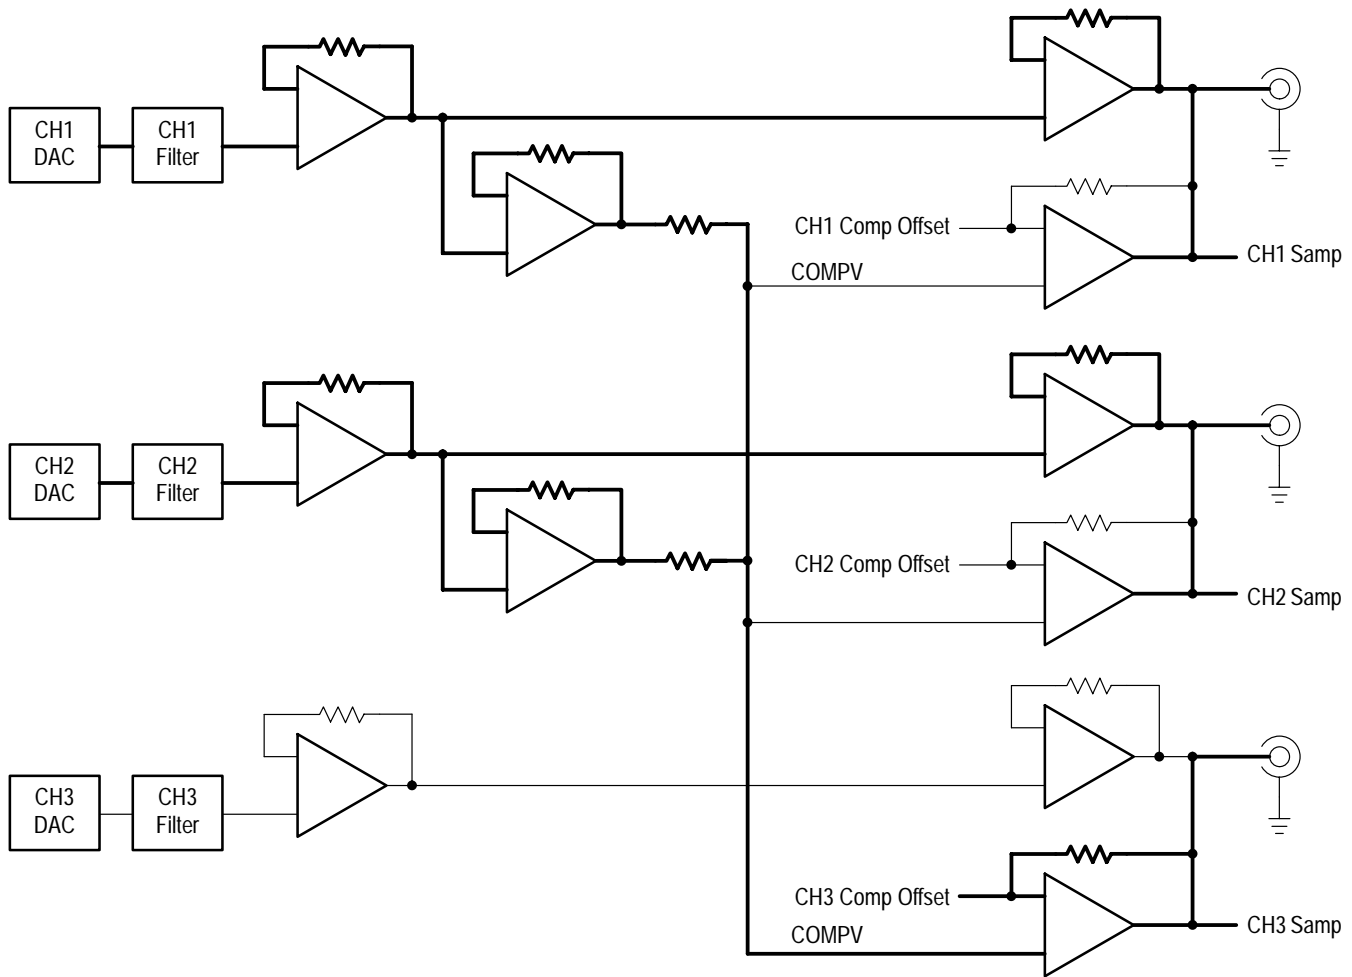 CH1
DAC
CH1
Filter
CH1 Comp Offset
COMPV
CH1 Samp
CH2
DAC
CH2
Filter
CH2 Comp Offset
CH2 Samp
CH3
DAC
CH3
Filter
CH3 Comp Offset
COMPV
CH3 Samp